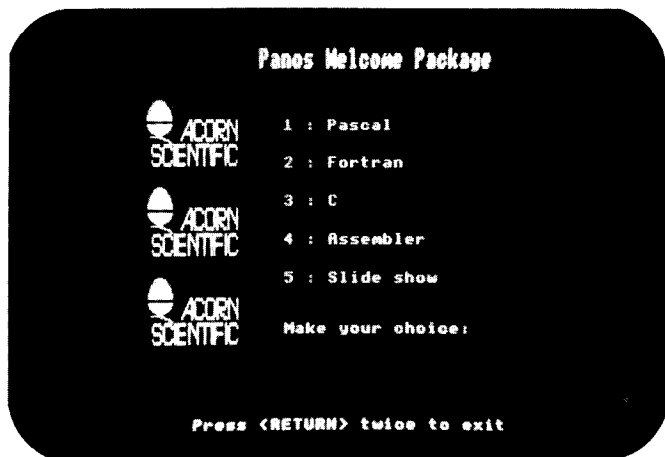 Panos Welcome Package
ACORN
SCIENTIFIC
1 : Pascal
2 : Fortran
3 : C
ACORN
SCIENTIFIC
4 : Assembler
5 : Slide show
ACORN
SCIENTIFIC
Make your choice:
Press <RETURN> twice to exit